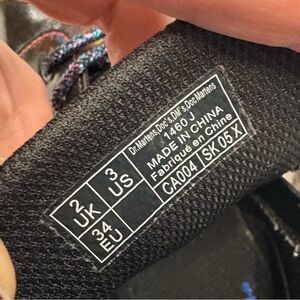 2
UK
3
US
34
EU
Dr.Martens,Doc's,DM's,Doc.Martens
1460 J
MADE IN CHINA
Fabriqué en Chine
CA004 SK 05 X